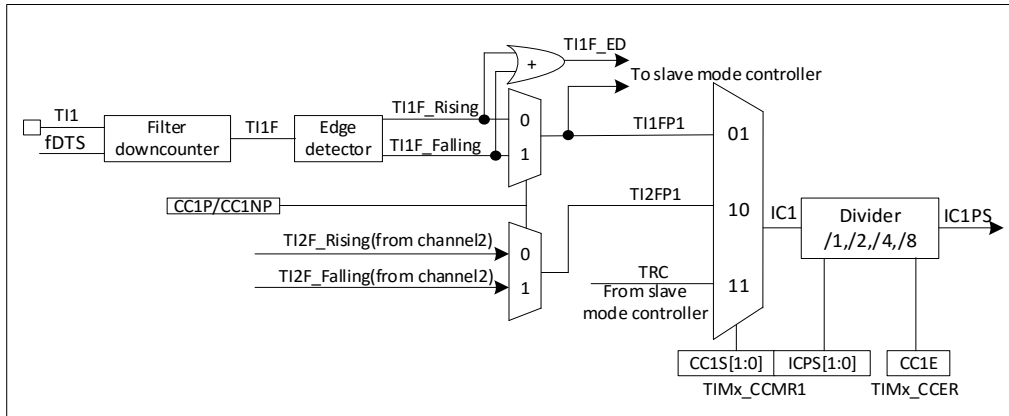 TI1F_ED
+
To slave mode controller
TI1
fDTS
Filter
downcounter
TI1F
Edge
detector
TI1F_Rising
TI1F_Falling
0
1
TI1FP1
01
CC1P/CC1NP
TI2FP1
10
IC1
Divider
/1,/2,/4,/8
IC1PS
TI2F_Rising(from channel2)
TI2F_Falling(from channel2)
0
1
TRC
From slave
mode controller
11
CC1S[1:0]
ICPS[1:0]
CC1E
TIMx_CCMR1
TIMx_CCER